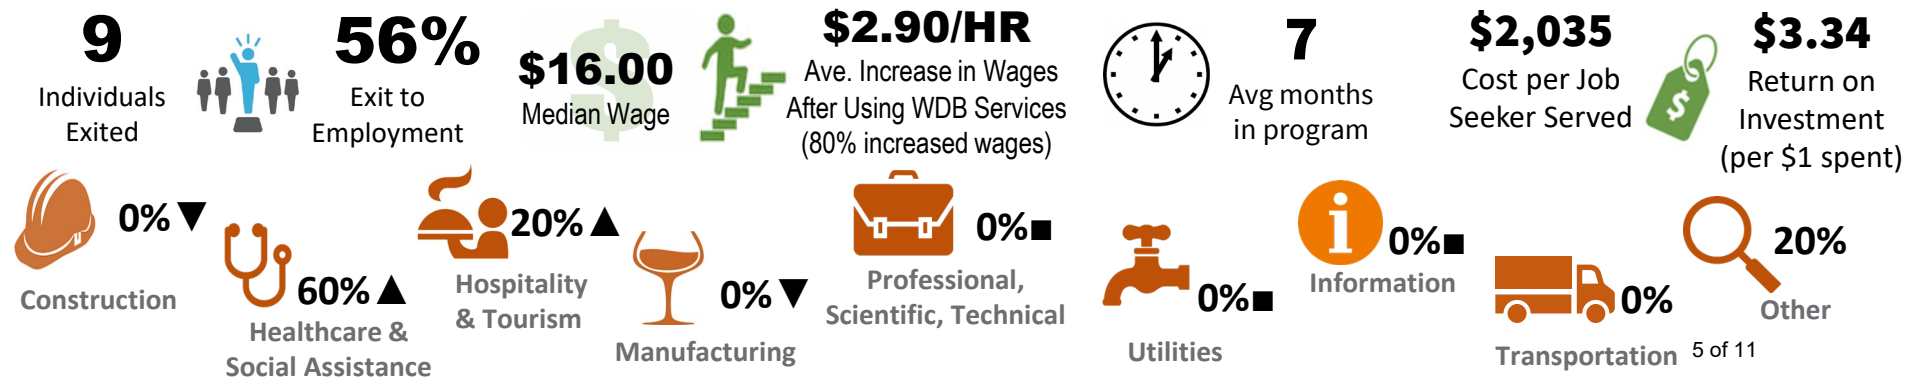 9
Individuals
Exited
56%
Exit to
Employment
$16.00
Median Wage
$2.90/HR
Ave. Increase in Wages
After Using WDB Services
(80% increased wages)
7
Avg months
in program
$2,035
Cost per Job
Seeker Served
$
$3.34
Return on
Investment
(per $1 spent)
0%▼
Construction
60%▲
Healthcare &
Social Assistance
20%▲
Hospitality
& Tourism
0%▼
Manufacturing
0%■
Professional,
Scientific, Technical
0%■
Utilities
i
0%■
Information
0%
Transportation
20%
Other
5 of 11